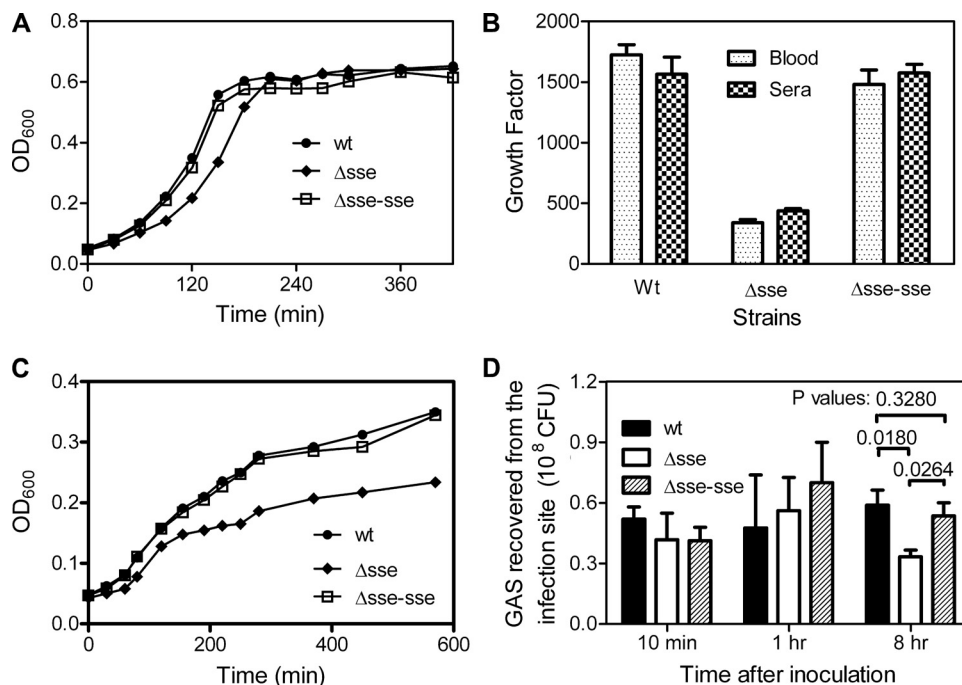 A
0.8
0.6
0.4
0.2
0.0
OD600
wt
Δsse
Δsse-sse
0
120
240
360
Time (min)
B
2000
1500
1000
500
0
Growth Factor
Blood
Sera
Wt
Δsse
Δsse-sse
Strains
C
0.4
0.3
0.2
0.1
0.0
OD600
wt
Δsse
Δsse-sse
0
200
400
600
Time (min)
D
1.2
0.9
0.6
0.3
0.0
GAS recovered from the
infection site (10^8 CFU)
wt
Δsse
Δsse-sse
P values: 0.3280
0.0180
0.0264
10 min
1 hr
8 hr
Time after inoculation